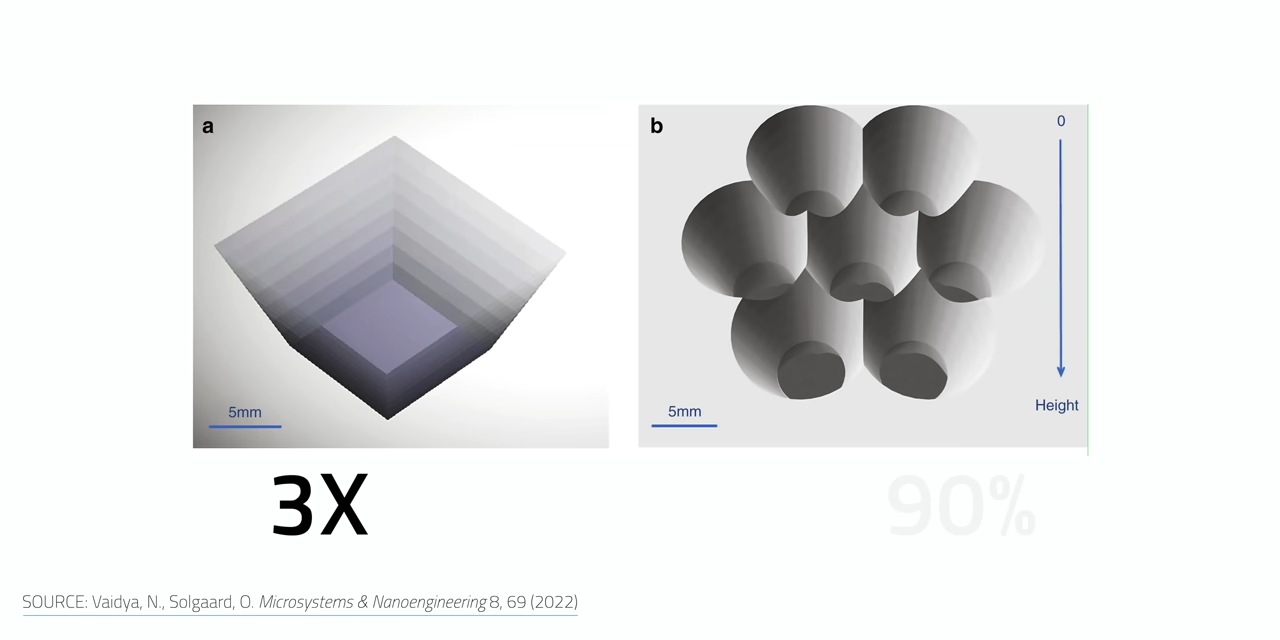 a
b
0
5mm
5mm
Height
3X
90%
SOURCE: Vaidya, N., Solgaard, O. Microsystems & Nanoengineering 8, 69 (2022)